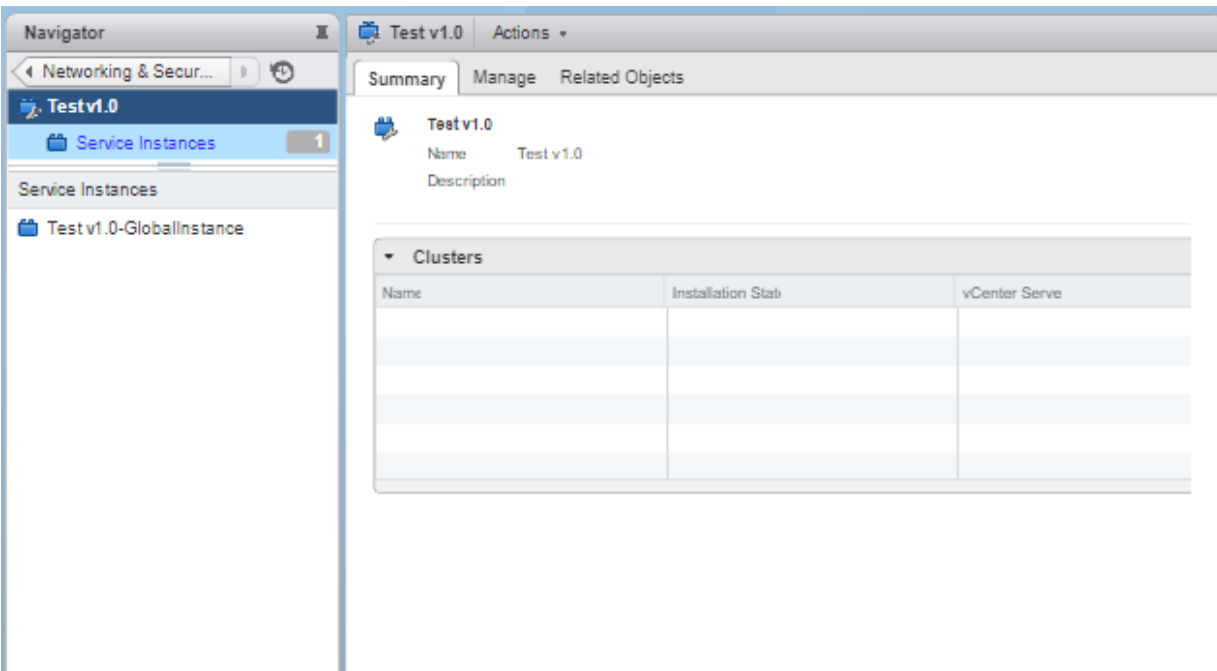 Navigator
Networking & Secur...
Test v1.0
Service Instances 1
Service Instances
Test v1.0-GlobalInstance
Test v1.0 Actions
Summary Manage Related Objects
Test v1.0
Name Test v1.0
Description
Clusters
Name Installation Stat vCenter Serve